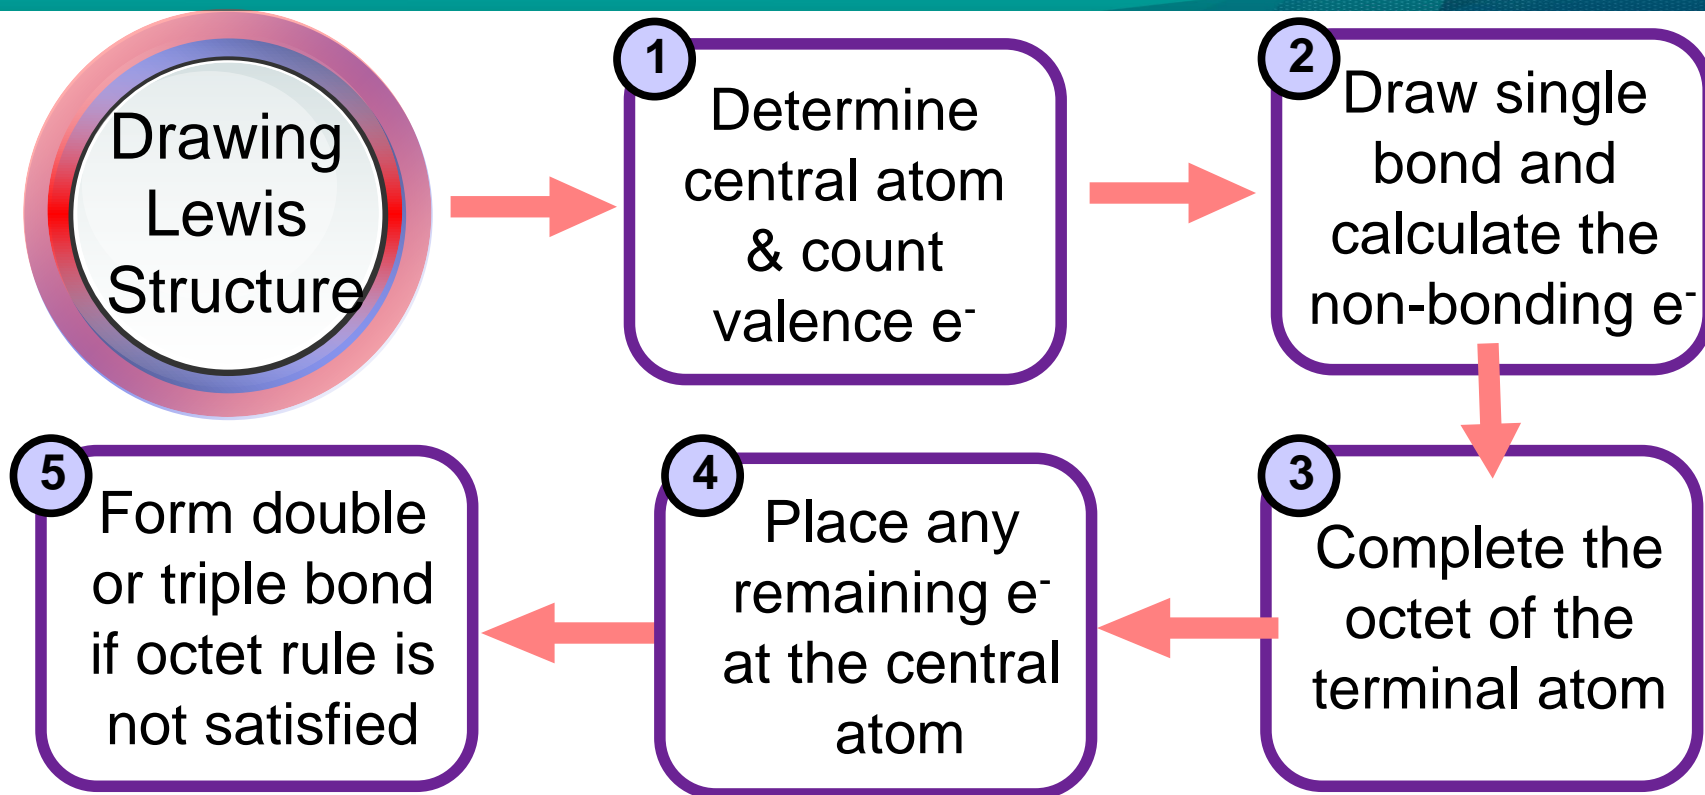 Drawing
Lewis
Structure
1
Determine
central atom
& count
valence e⁻
2
Draw single
bond and
calculate the
non-bonding e⁻
3
Complete the
octet of the
terminal atom
4
Place any
remaining e⁻
at the central
atom
5
Form double
or triple bond
if octet rule is
not satisfied